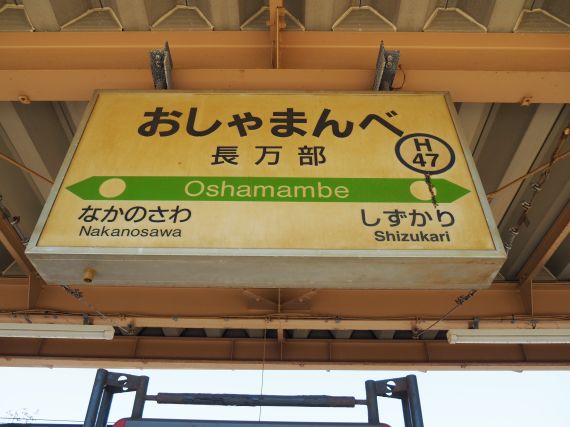 おしゃまんべ
長万部
H
47
Oshamambe
なかのさわ
Nakanosawa
しずかり
Shizukari